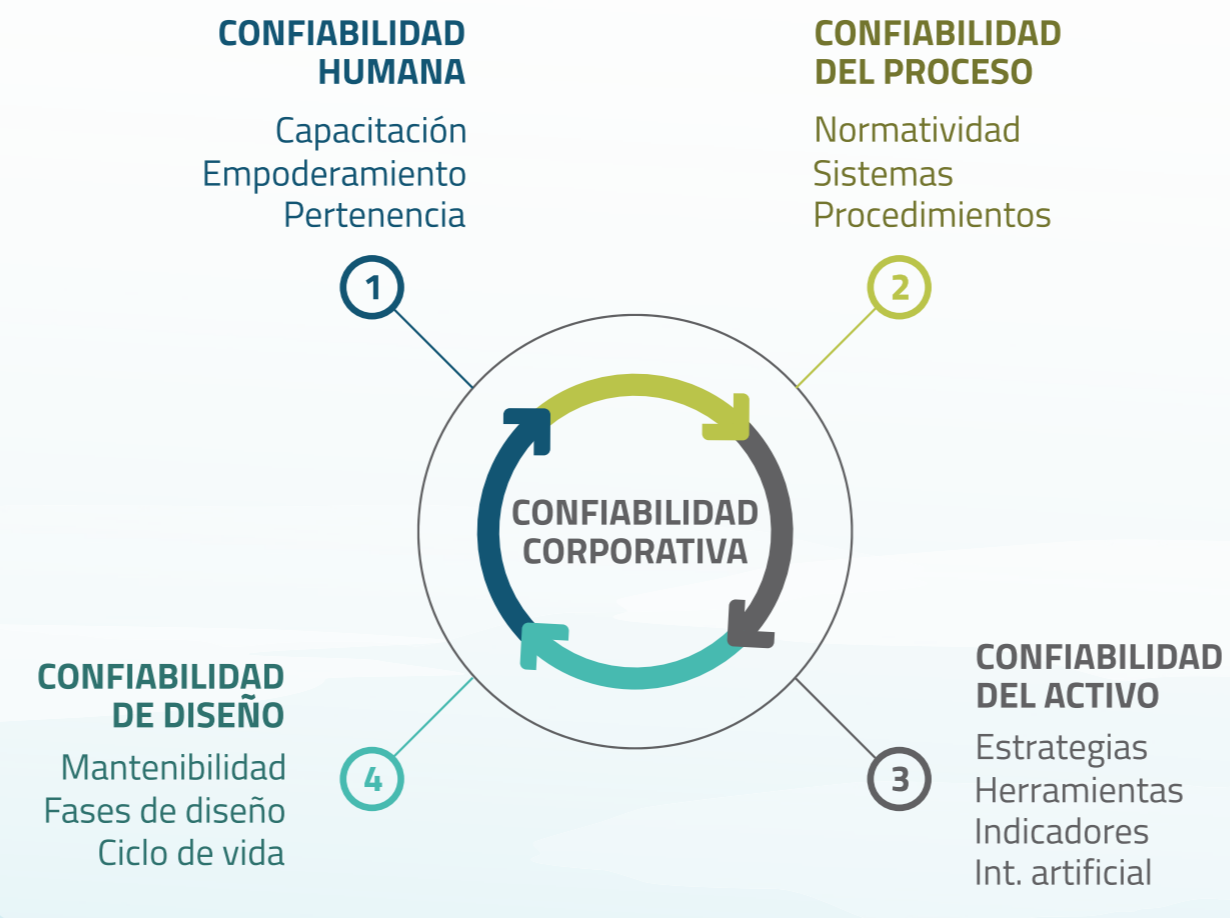 CONFIABILIDAD
HUMANA
Capacitación
Empoderamiento
Pertenencia
1
CONFIABILIDAD
DEL PROCESO
Normatividad
Sistemas
Procedimientos
2
CONFIABILIDAD
CORPORATIVA
CONFIABILIDAD
DEL ACTIVO
Estrategias
Herramientas
Indicadores
Int. artificial
3
CONFIABILIDAD
DE DISEÑO
Mantenibilidad
Fases de diseño
Ciclo de vida
4